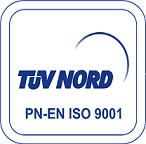 TÜV NORD
PN-EN ISO 9001